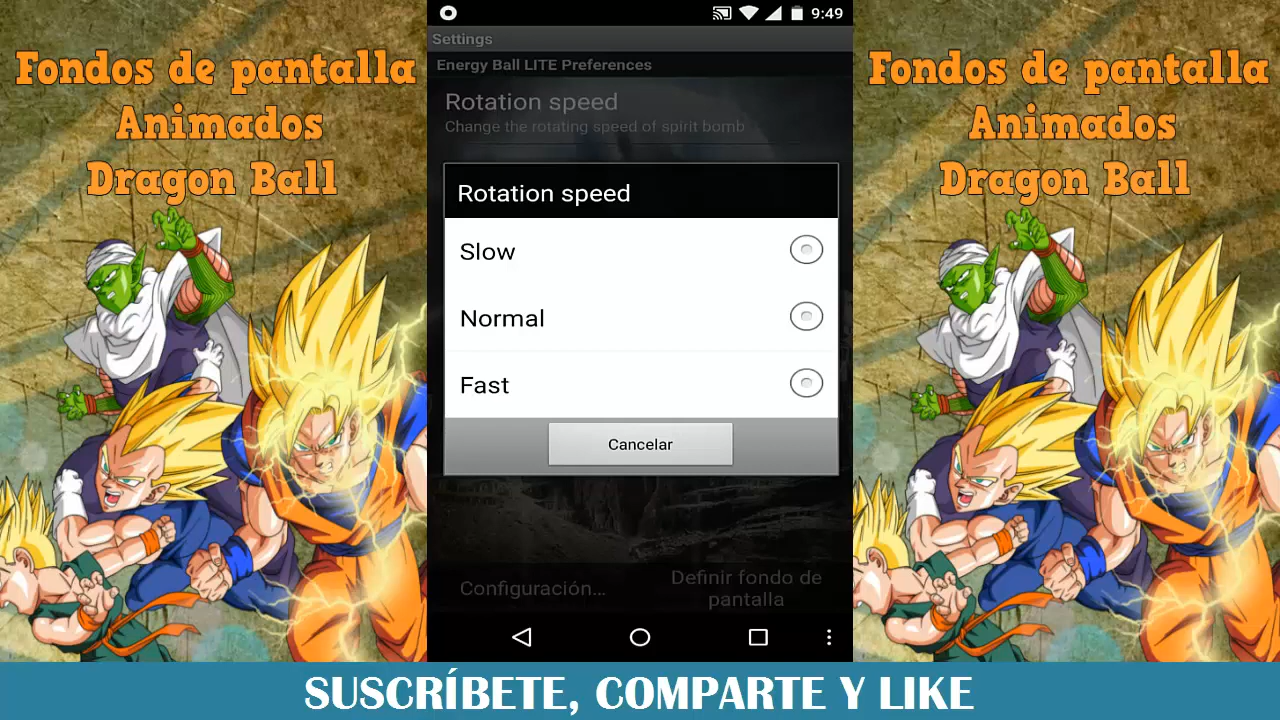 Fondos de pantalla
Animados
Dragon Ball
9:49
Settings
Energy Ball LITE Preferences
Rotation speed
Change the rotating speed of spirit bomb
Rotation speed
Slow
Normal
Fast
Cancelar
Configuración...
Definir fondo de
pantalla
Fondos de pantalla
Animados
Dragon Ball
SUSCRÍBETE, COMPARTE Y LIKE